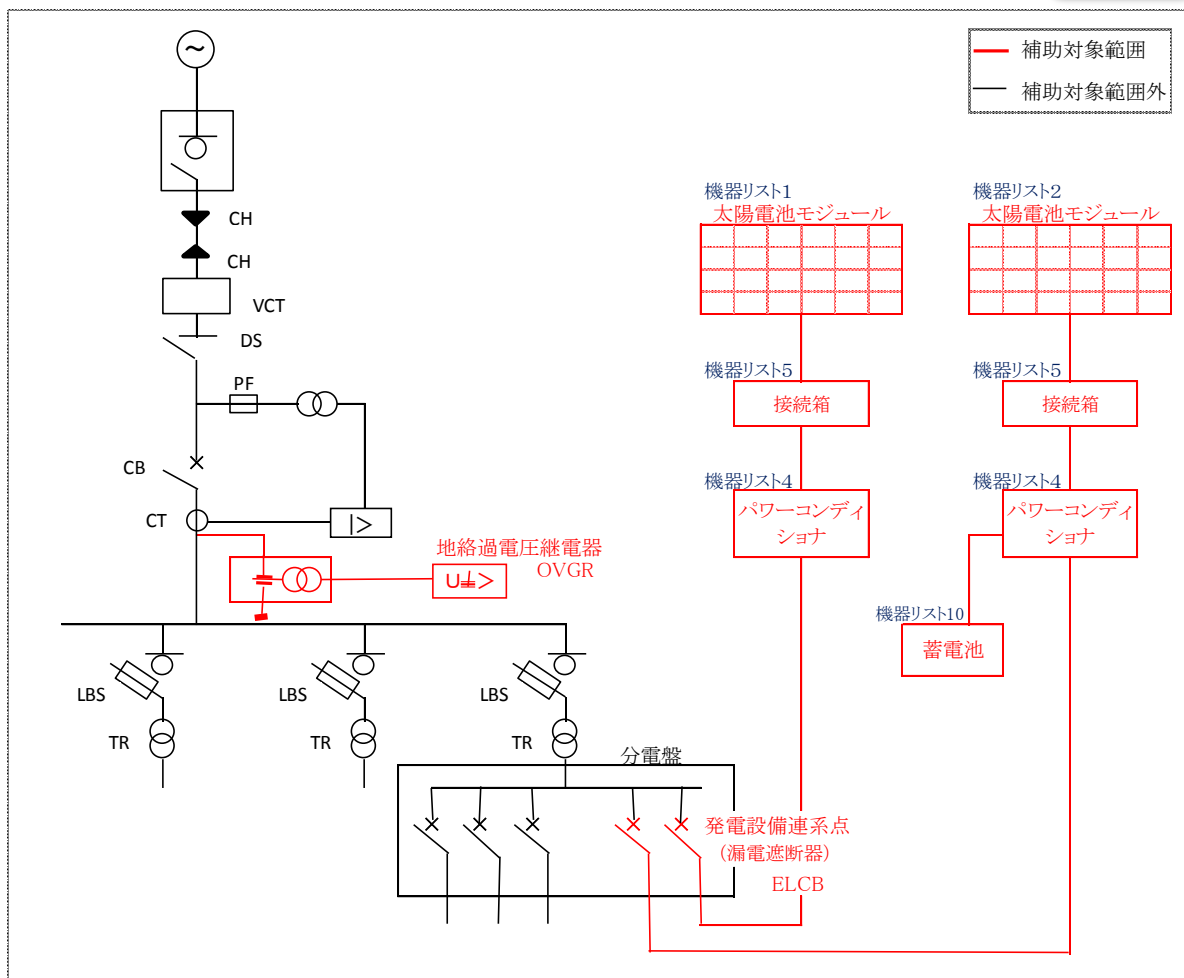 補助対象範囲
補助対象範囲外
CH
CH
VCT
DS
PF
CB
CT
|>
地絡過電圧継電器
OVGR
U>
LBS
LBS
LBS
TR
TR
TR
分電盤
機器リスト1
太陽電池モジュール
機器リスト2
太陽電池モジュール
機器リスト5
接続箱
機器リスト5
接続箱
機器リスト4
パワーコンディ
ショナ
機器リスト4
パワーコンディ
ショナ
機器リスト10
蓄電池
発電設備連系点
(漏電遮断器)
ELCB